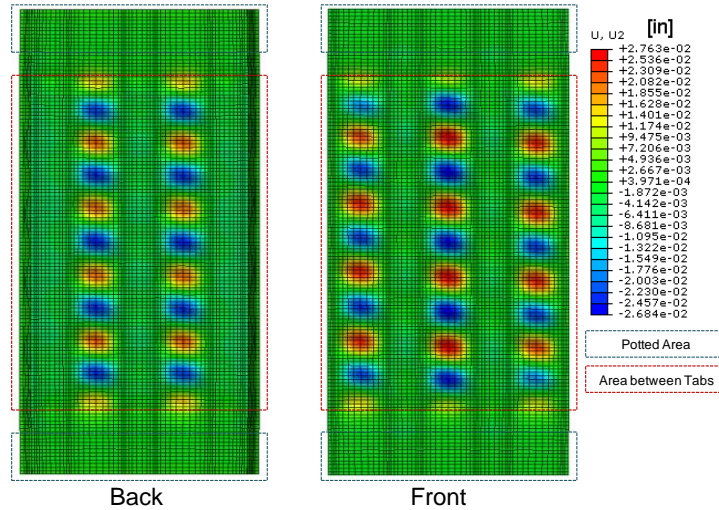 U, U2 [in]
+2.763e-02
+2.536e-02
+2.309e-02
+2.082e-02
+1.855e-02
+1.628e-02
+1.401e-02
+1.174e-02
+9.475e-03
+7.206e-03
+4.936e-03
+2.667e-03
+3.971e-04
-1.872e-03
-4.142e-03
-6.411e-03
-8.681e-03
-1.095e-02
-1.322e-02
-1.549e-02
-1.776e-02
-2.003e-02
-2.230e-02
-2.457e-02
-2.684e-02
Potted Area
Area between Tabs
Back
Front